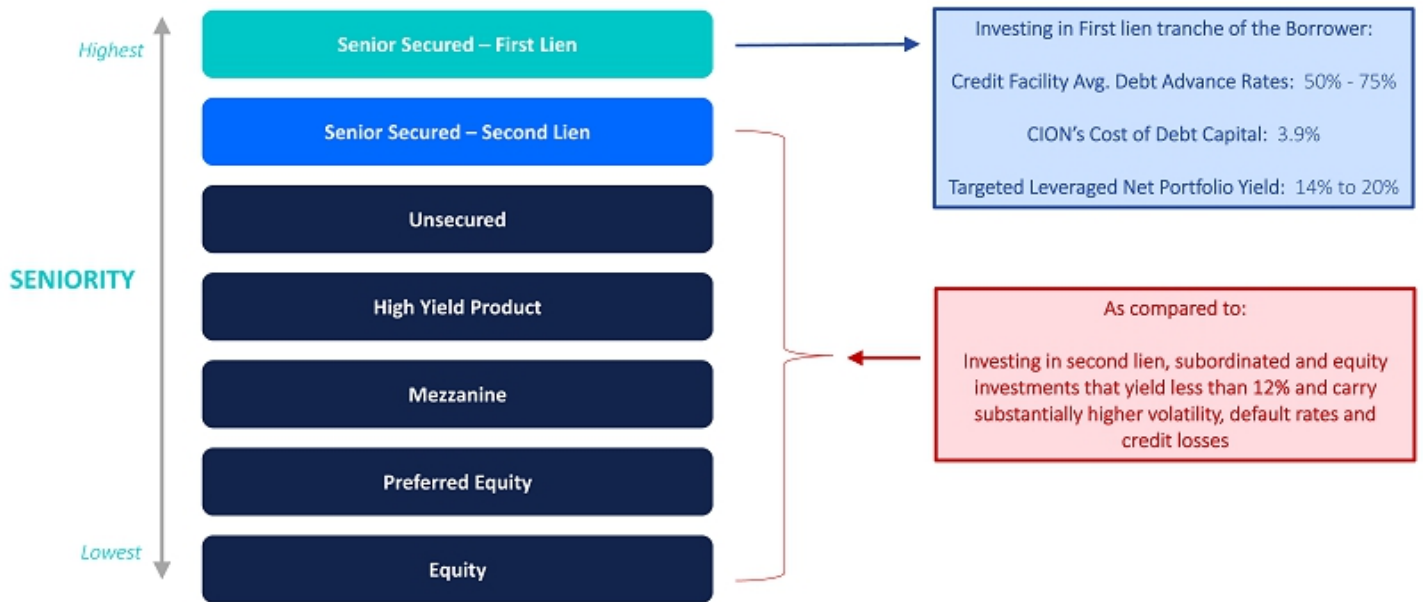 Highest
SENIORITY
Lowest
Senior Secured – First Lien
Senior Secured – Second Lien
Unsecured
High Yield Product
Mezzanine
Preferred Equity
Equity
Investing in First lien tranche of the Borrower:
Credit Facility Avg. Debt Advance Rates: 50% - 75%
CION's Cost of Debt Capital: 3.9%
Targeted Leveraged Net Portfolio Yield: 14% to 20%
As compared to:
Investing in second lien, subordinated and equity
investments that yield less than 12% and carry
substantially higher volatility, default rates and
credit losses